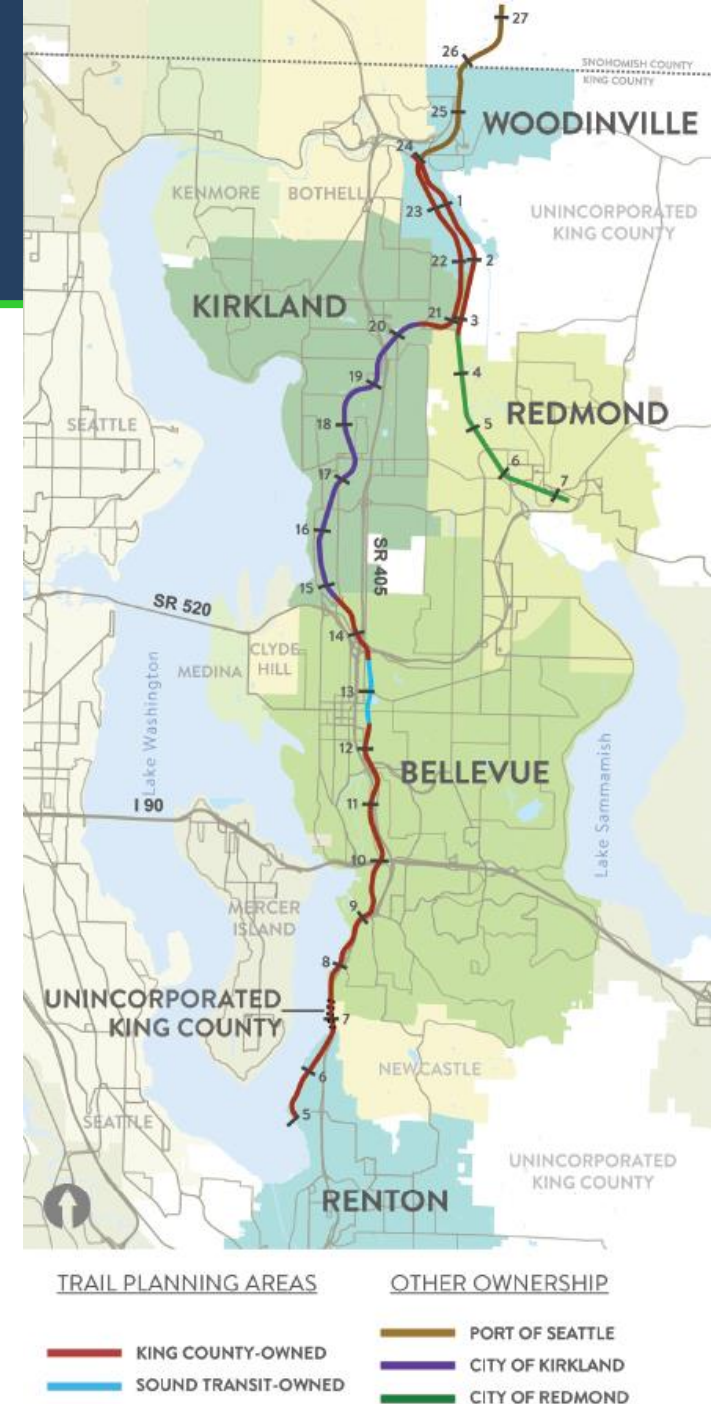 27
26
SNOHOMISH COUNTY
KING COUNTY
25
WOODINVILLE
24
KENMORE
BOTHELL
1
23
UNINCORPORATED
KING COUNTY
22
2
KIRKLAND
21
3
20
4
19
REDMOND
SEATTLE
18
5
6
17
7
16
SR 405
15
SR 520
14
CLYDE
HILL
MEDINA
13
Lake Washington
12
BELLEVUE
Lake Sammamish
11
I 90
10
9
MERCER
ISLAND
8
UNINCORPORATED
KING COUNTY
7
NEWCASTLE
6
5
SEATTLE
UNINCORPORATED
KING COUNTY
RENTON
TRAIL PLANNING AREAS
KING COUNTY-OWNED
SOUND TRANSIT-OWNED
OTHER OWNERSHIP
PORT OF SEATTLE
CITY OF KIRKLAND
CITY OF REDMOND